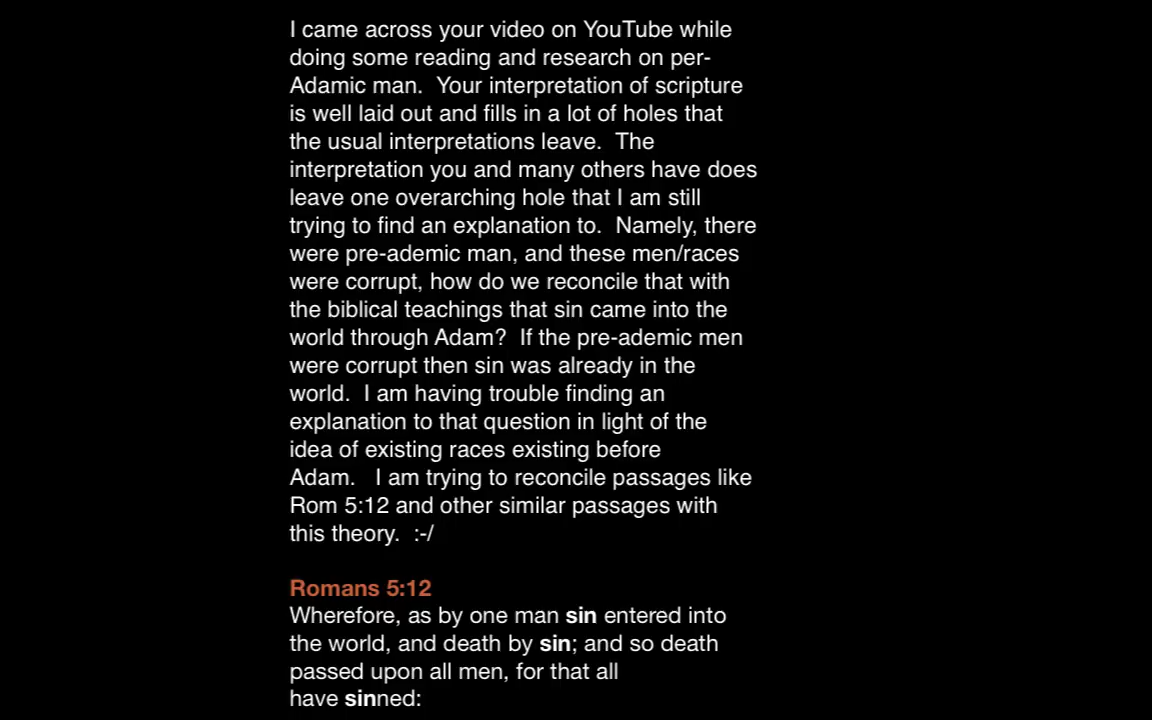 I came across your video on YouTube while
doing some reading and research on per-
Adamic man.  Your interpretation of scripture
is well laid out and fills in a lot of holes that
the usual interpretations leave.  The
interpretation you and many others have does
leave one overarching hole that I am still
trying to find an explanation to.  Namely, there
were pre-ademic man, and these men/races
were corrupt, how do we reconcile that with
the biblical teachings that sin came into the
world through Adam?  If the pre-ademic men
were corrupt then sin was already in the
world.  I am having trouble finding an
explanation to that question in light of the
idea of existing races existing before
Adam.   I am trying to reconcile passages like
Rom 5:12 and other similar passages with
this theory.  :-/
Romans 5:12
Wherefore, as by one man sin entered into
the world, and death by sin; and so death
passed upon all men, for that all
have sinned: